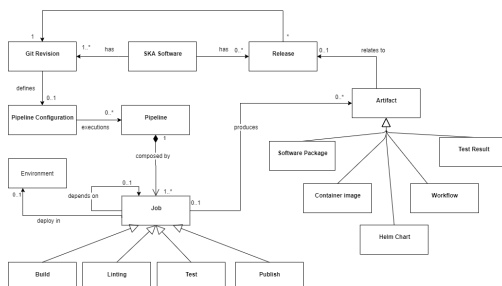 1
*
Git Revision
1..*
has
SKA Software
has
0..*
Release
0..1
relates to
defines
0..1
0..*
Artifact
Pipeline Configuration
0..*
executions
Pipeline
1
produces
composed by
Software Package
Test Result
Environment
0..1
depends on
0..1
1..*
Container image
Workflow
deploy in
Job
0..1
Helm Chart
Build
Linting
Test
Publish